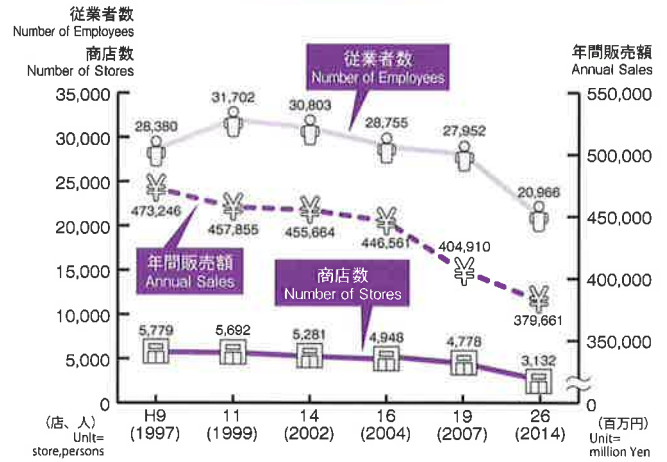 従業者数
Number of Employees
商店数
Number of Stores
年間販売額
Annual Sales
従業者数
Number of Employees
35,000
30,000
25,000
20,000
15,000
10,000
5,000
0
550,000
500,000
450,000
400,000
350,000
0
28,380
31,702
30,803
28,755
27,952
20,966
473,246
457,855
455,664
446,561
404,910
379,661
年間販売額
Annual Sales
商店数
Number of Stores
5,779
5,692
5,281
4,948
4,778
3,132
H9
(1997)
11
(1999)
14
(2002)
16
(2004)
19
(2007)
26
(2014)
（店、人）
Unit=
store,persons
（百万円）
Unit=
million Yen